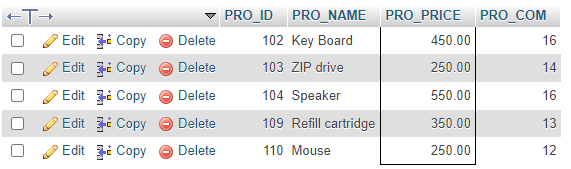 PRO_ID PRO_NAME PRO_PRICE PRO_COM
Edit Copy Delete 102 Key Board 450.00 16
Edit Copy Delete 103 ZIP drive 250.00 14
Edit Copy Delete 104 Speaker 550.00 16
Edit Copy Delete 109 Refill cartridge 350.00 13
Edit Copy Delete 110 Mouse 250.00 12